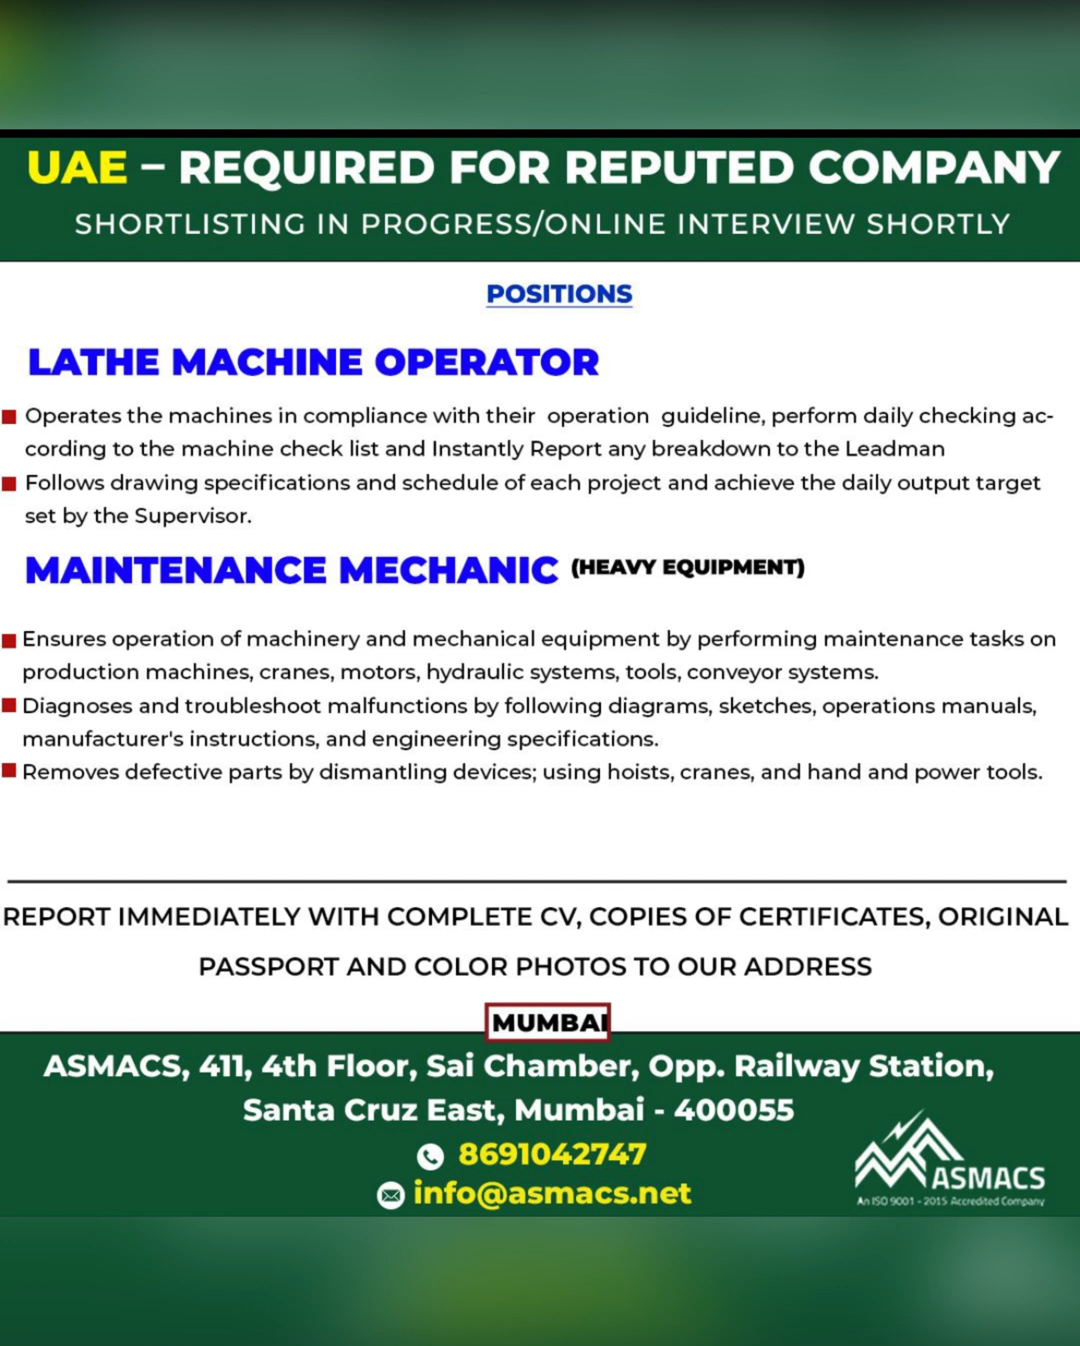 UAE – REQUIRED FOR REPUTED COMPANY
SHORTLISTING IN PROGRESS/ONLINE INTERVIEW SHORTLY
POSITIONS
LATHE MACHINE OPERATOR
Operates the machines in compliance with their operation guideline, perform daily checking ac-
cording to the machine check list and Instantly Report any breakdown to the Leadman
Follows drawing specifications and schedule of each project and achieve the daily output target
set by the Supervisor.
MAINTENANCE MECHANIC (HEAVY EQUIPMENT)
Ensures operation of machinery and mechanical equipment by performing maintenance tasks on
production machines, cranes, motors, hydraulic systems, tools, conveyor systems.
Diagnoses and troubleshoot malfunctions by following diagrams, sketches, operations manuals,
manufacturer's instructions, and engineering specifications.
Removes defective parts by dismantling devices; using hoists, cranes, and hand and power tools.
REPORT IMMEDIATELY WITH COMPLETE CV, COPIES OF CERTIFICATES, ORIGINAL
PASSPORT AND COLOR PHOTOS TO OUR ADDRESS
MUMBAI
ASMACS, 411, 4th Floor, Sai Chamber, Opp. Railway Station,
Santa Cruz East, Mumbai - 400055
8691042747
info@asmacs.net
ASMACS
An ISO 9001 - 2015 Accredited Company